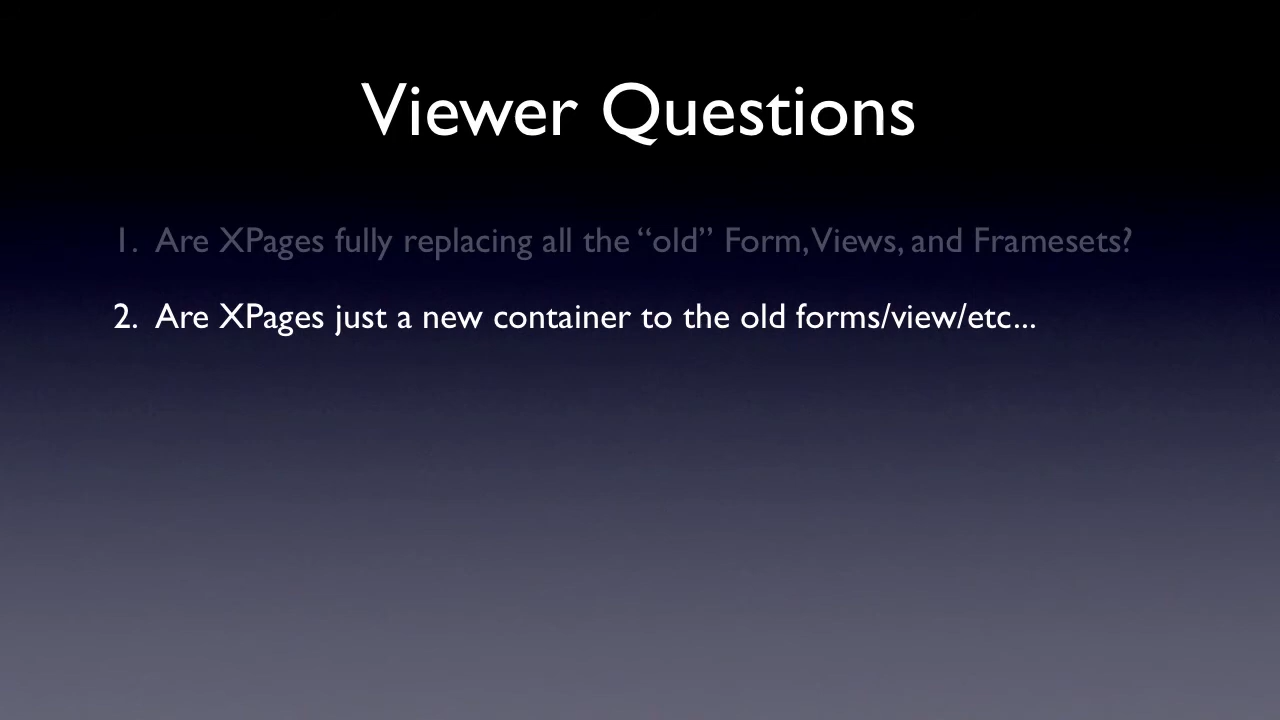 Viewer Questions
1. Are XPages fully replacing all the “old” Form, Views, and Framesets?
2. Are XPages just a new container to the old forms/view/etc...